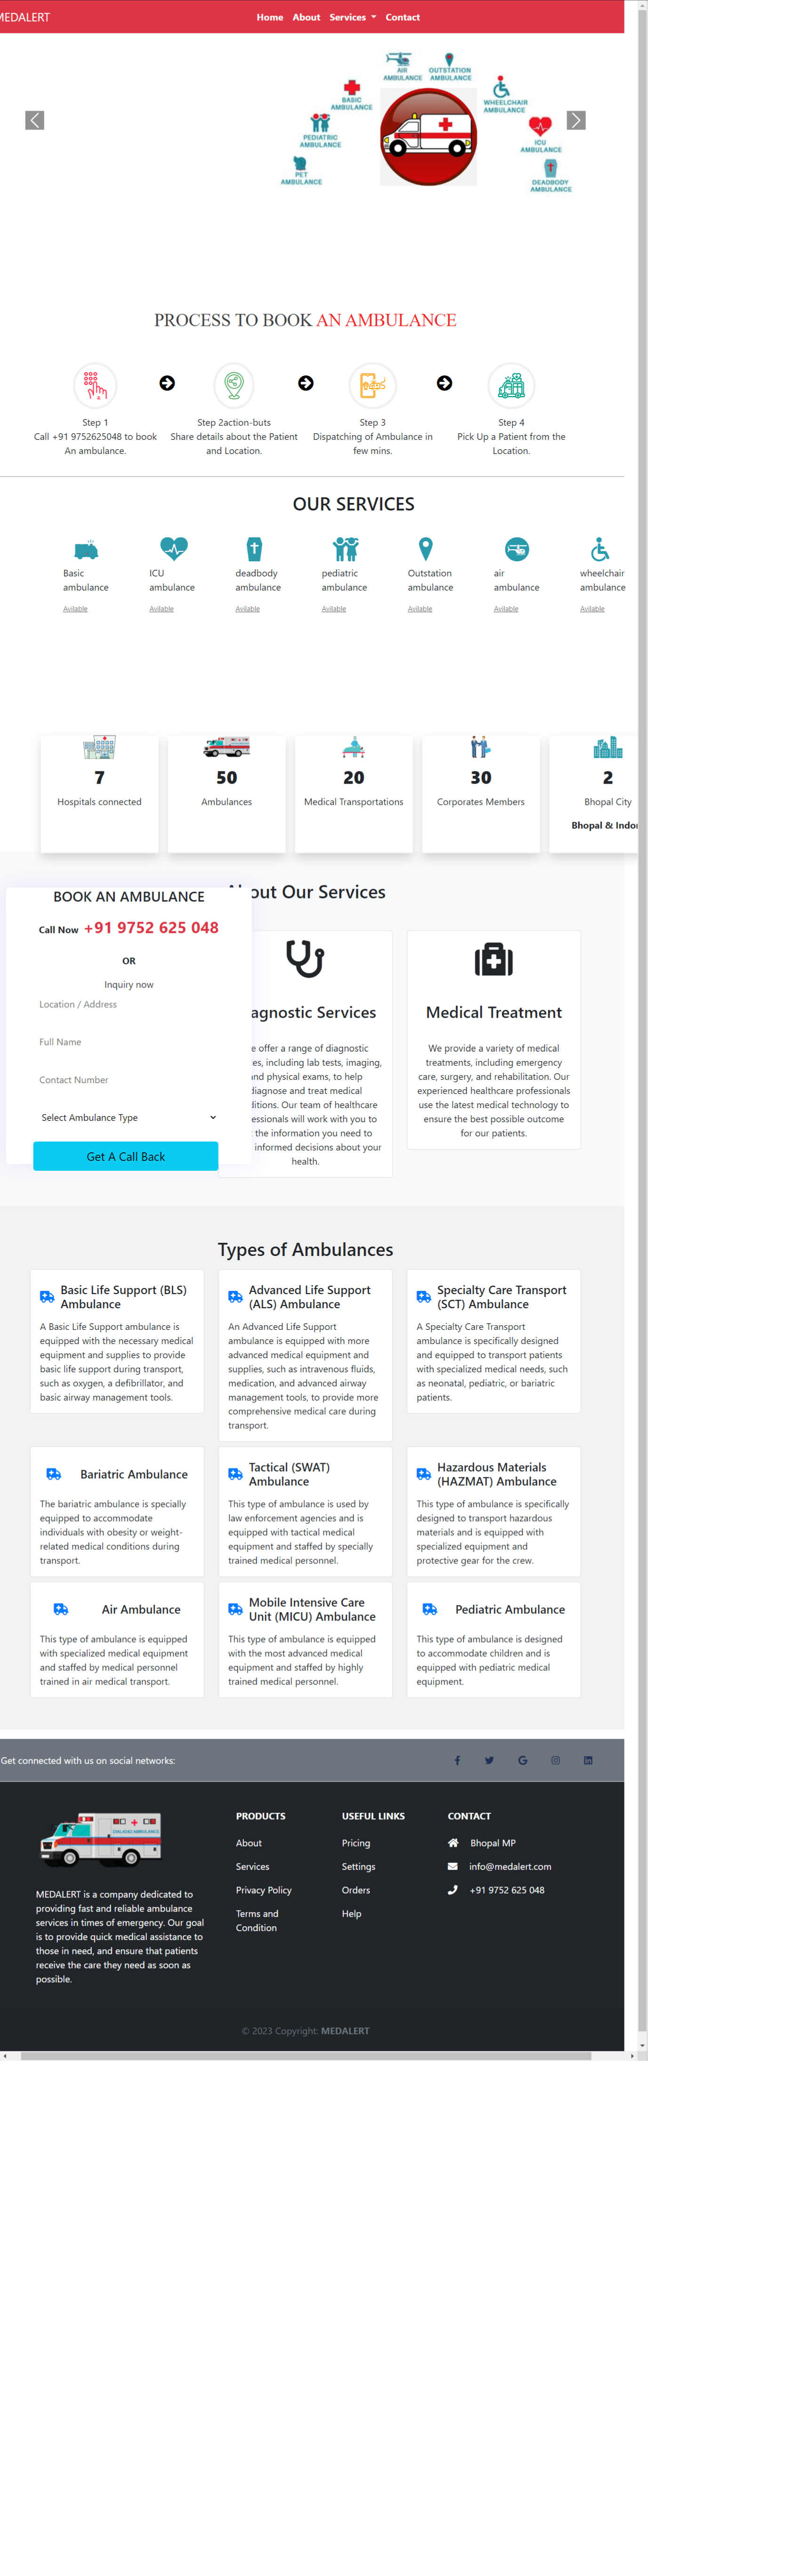 MEDALERT
Home About Services Contact
AIR
AMBULANCE
OUTSTATION
AMBULANCE
BASIC
AMBULANCE
WHEELCHAIR
AMBULANCE
PEDIATRIC
AMBULANCE
ICU
AMBULANCE
PET
AMBULANCE
DEADBODY
AMBULANCE
PROCESS TO BOOK AN AMBULANCE
Step 1
Call +91 9752625048 to book
An ambulance.
Step 2action-buts
Share details about the Patient
and Location.
Step 3
Dispatching of Ambulance in
few mins.
Step 4
Pick Up a Patient from the
Location.
OUR SERVICES
Basic
ambulance
Avilable
ICU
ambulance
Avilable
deadbody
ambulance
Avilable
pediatric
ambulance
Avilable
Outstation
ambulance
Avilable
air
ambulance
Avilable
wheelchair
ambulance
Avilable
7
Hospitals connected
50
Ambulances
20
Medical Transportations
30
Corporates Members
2
Bhopal City
Bhopal & Indo
BOOK AN AMBULANCE
Call Now +91 9752 625 048
OR
Inquiry now
Location / Address
Full Name
Contact Number
Select Ambulance Type
Get A Call Back
out Our Services
agnostic Services
e offer a range of diagnostic
es, including lab tests, imaging,
nd physical exams, to help
diagnose and treat medical
ditions. Our team of healthcare
essionals will work with you to
the information you need to
informed decisions about your
health.
Medical Treatment
We provide a variety of medical
treatments, including emergency
care, surgery, and rehabilitation. Our
experienced healthcare professionals
use the latest medical technology to
ensure the best possible outcome
for our patients.
Types of Ambulances
Basic Life Support (BLS)
Ambulance
A Basic Life Support ambulance is
equipped with the necessary medical
equipment and supplies to provide
basic life support during transport,
such as oxygen, a defibrillator, and
basic airway management tools.
Advanced Life Support
(ALS) Ambulance
An Advanced Life Support
ambulance is equipped with more
advanced medical equipment and
supplies, such as intravenous fluids,
medication, and advanced airway
management tools, to provide more
comprehensive medical care during
transport.
Specialty Care Transport
(SCT) Ambulance
A Specialty Care Transport
ambulance is specifically designed
and equipped to transport patients
with specialized medical needs, such
as neonatal, pediatric, or bariatric
patients.
Bariatric Ambulance
The bariatric ambulance is specially
equipped to accommodate
individuals with obesity or weight-
related medical conditions during
transport.
Tactical (SWAT)
Ambulance
This type of ambulance is used by
law enforcement agencies and is
equipped with tactical medical
equipment and staffed by specially
trained medical personnel.
Hazardous Materials
(HAZMAT) Ambulance
This type of ambulance is specifically
designed to transport hazardous
materials and is equipped with
specialized equipment and
protective gear for the crew.
Air Ambulance
This type of ambulance is equipped
with specialized medical equipment
and staffed by medical personnel
trained in air medical transport.
Mobile Intensive Care
Unit (MICU) Ambulance
This type of ambulance is equipped
with the most advanced medical
equipment and staffed by highly
trained medical personnel.
Pediatric Ambulance
This type of ambulance is designed
to accommodate children and is
equipped with pediatric medical
equipment.
Get connected with us on social networks:
MEDALERT is a company dedicated to
providing fast and reliable ambulance
services in times of emergency. Our goal
is to provide quick medical assistance to
those in need, and ensure that patients
receive the care they need as soon as
possible.
PRODUCTS
About
Services
Privacy Policy
Terms and
Condition
USEFUL LINKS
Pricing
Settings
Orders
Help
CONTACT
Bhopal MP
info@medalert.com
+91 9752 625 048
© 2023 Copyright: MEDALERT